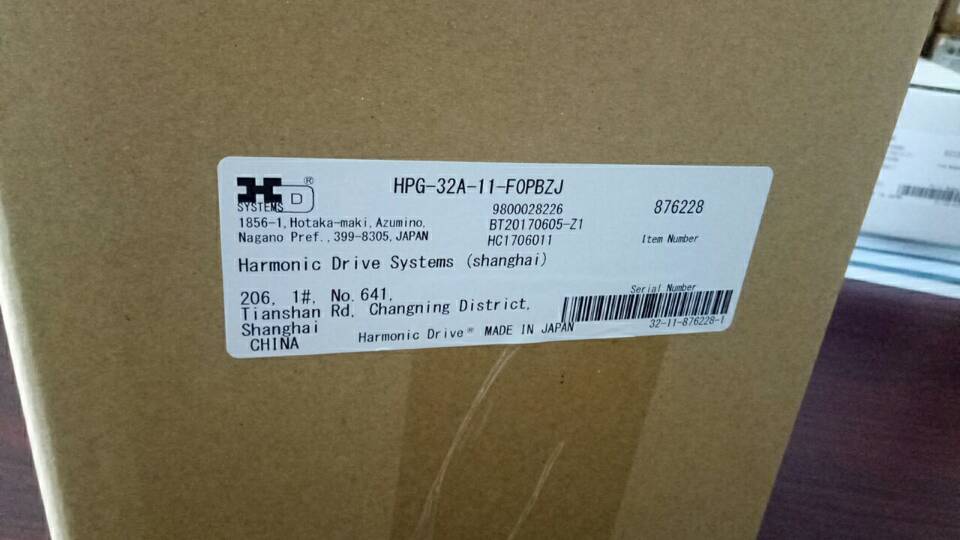 HPG-32A-11-F0PBZJ
H D ®
SYSTEMS
1856-1, Hotaka-maki, Azumino,
Nagano Pref., 399-8305, JAPAN
9800028226
BT20170605-Z1
HC1706011
876228
Item Number
Harmonic Drive Systems (shanghai)
206, 1#, No. 641,
Tianshan Rd, Changning District,
Shanghai
CHINA
Serial Number
32-11-876228-1
Harmonic Drive® MADE IN JAPAN